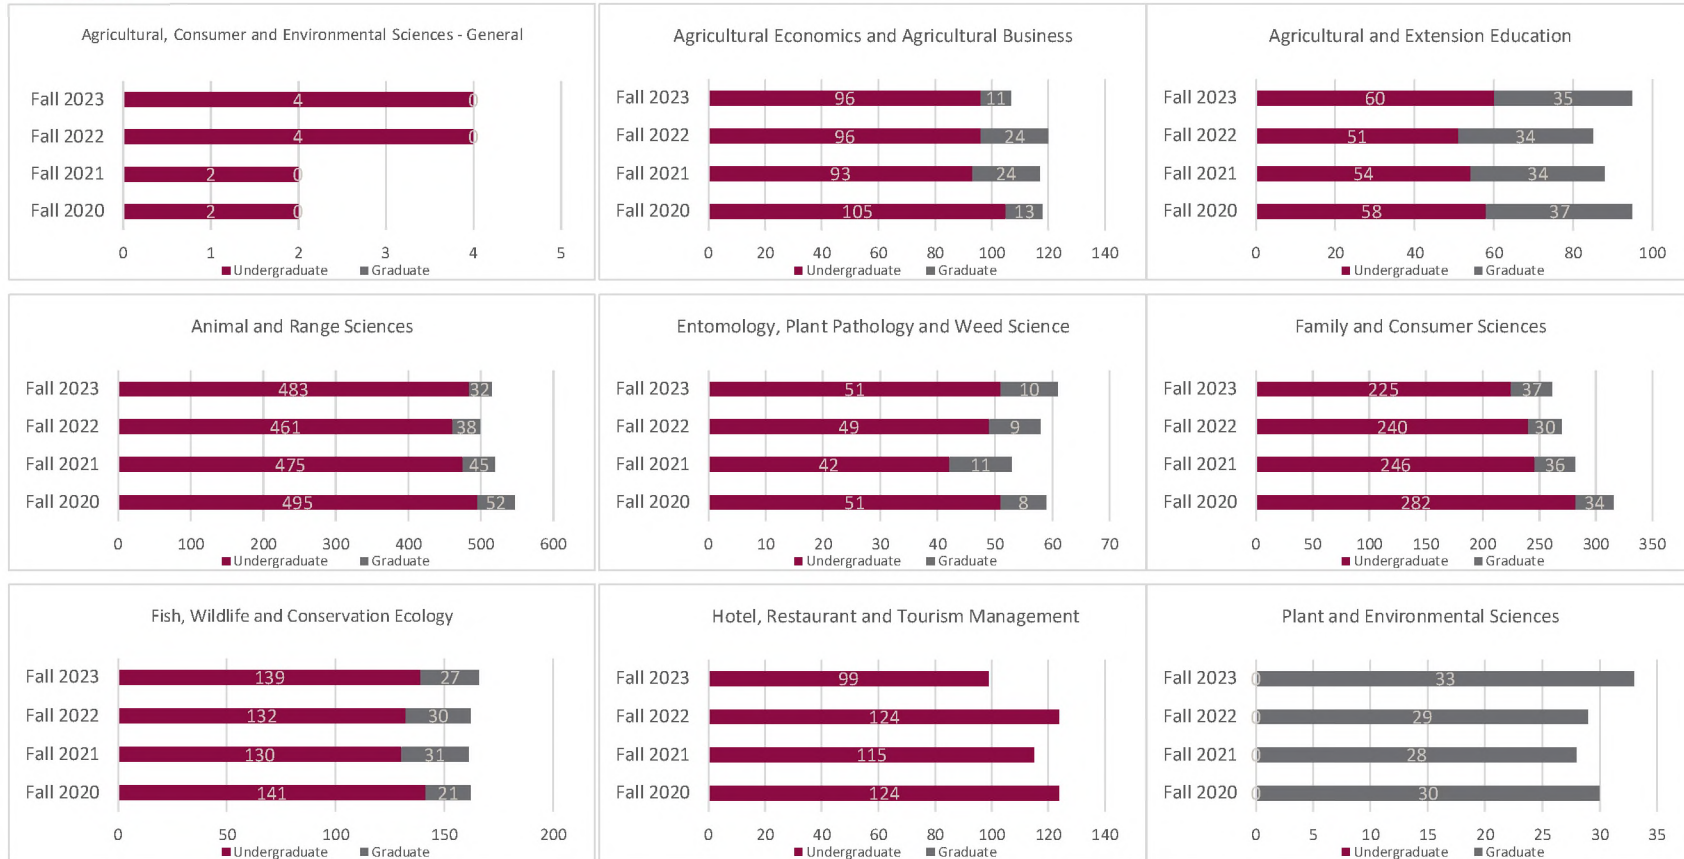 Agricultural, Consumer and Environmental Sciences - General
Fall 2023 4 0
Fall 2022 4 0
Fall 2021 2 0
Fall 2020 2 0
0 1 2 3 4 5
Undergraduate Graduate
Agricultural Economics and Agricultural Business
Fall 2023 96 11
Fall 2022 96 24
Fall 2021 93 24
Fall 2020 105 13
0 20 40 60 80 100 120 140
Undergraduate Graduate
Agricultural and Extension Education
Fall 2023 60 35
Fall 2022 51 34
Fall 2021 54 34
Fall 2020 58 37
0 20 40 60 80 100
Undergraduate Graduate
Animal and Range Sciences
Fall 2023 483 32
Fall 2022 461 38
Fall 2021 475 45
Fall 2020 495 52
0 100 200 300 400 500 600
Undergraduate Graduate
Entomology, Plant Pathology and Weed Science
Fall 2023 51 10
Fall 2022 49 9
Fall 2021 42 11
Fall 2020 51 8
0 10 20 30 40 50 60 70
Undergraduate Graduate
Family and Consumer Sciences
Fall 2023 225 37
Fall 2022 240 30
Fall 2021 246 36
Fall 2020 282 34
0 50 100 150 200 250 300 350
Undergraduate Graduate
Fish, Wildlife and Conservation Ecology
Fall 2023 139 27
Fall 2022 132 30
Fall 2021 130 31
Fall 2020 141 21
0 50 100 150 200
Undergraduate Graduate
Hotel, Restaurant and Tourism Management
Fall 2023 99
Fall 2022 124
Fall 2021 115
Fall 2020 124
0 20 40 60 80 100 120 140
Undergraduate Graduate
Plant and Environmental Sciences
Fall 2023 0 33
Fall 2022 0 29
Fall 2021 0 28
Fall 2020 0 30
0 5 10 15 20 25 30 35
Undergraduate Graduate